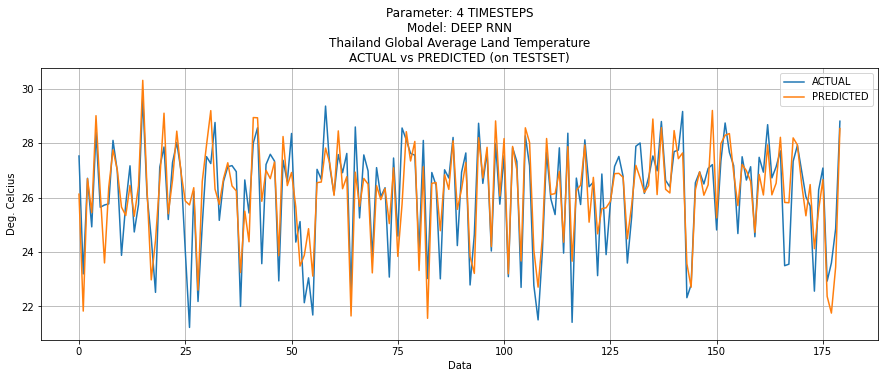 Parameter: 4 TIMESTEPS
Model: DEEP RNN
Thailand Global Average Land Temperature
ACTUAL vs PREDICTED (on TESTSET)
ACTUAL
PREDICTED
Deg. Celcius
30
28
26
24
22
0
25
50
75
100
125
150
175
Data